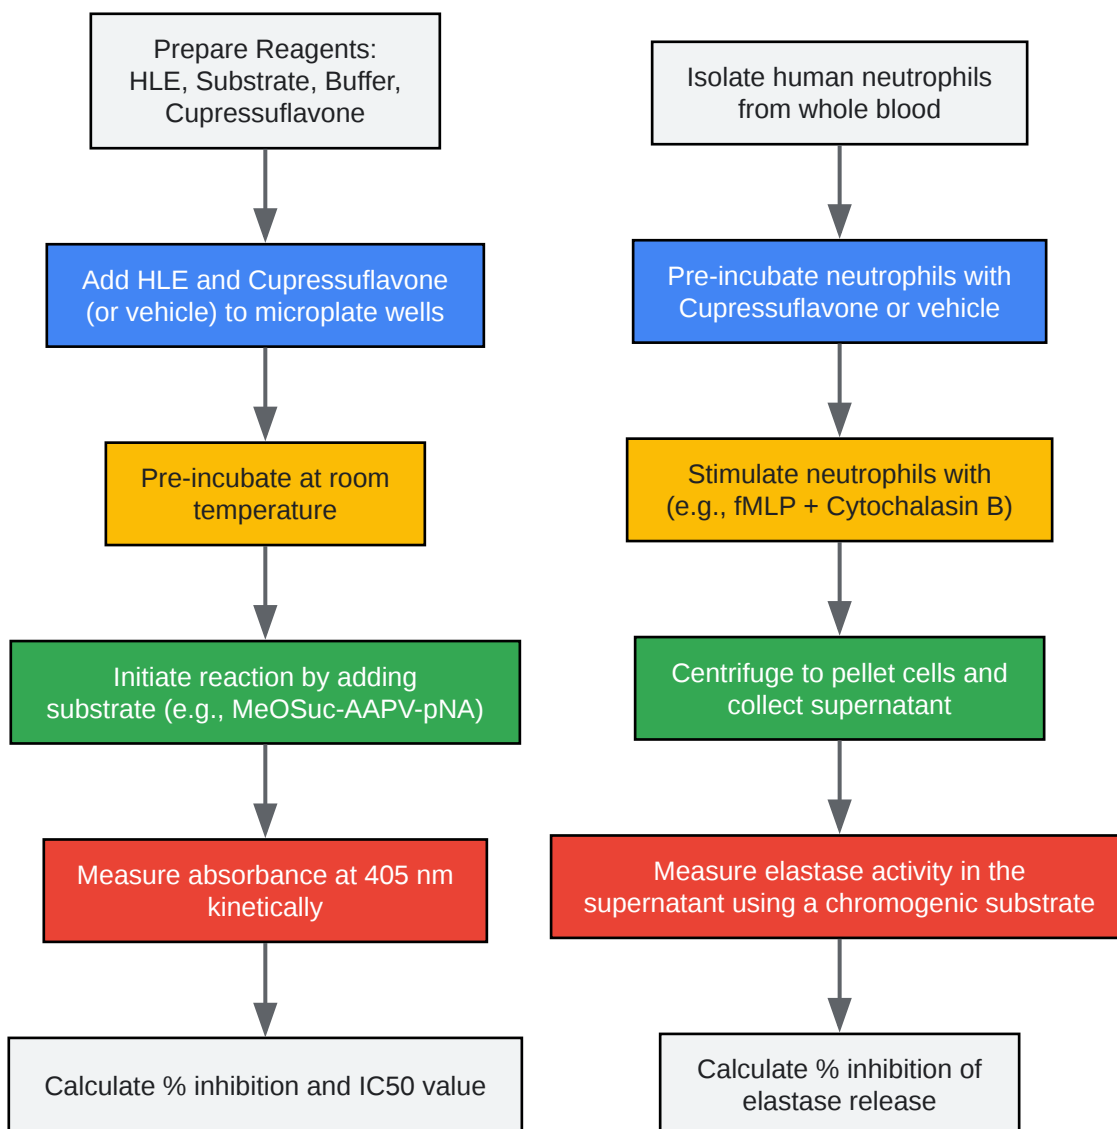 Prepare Reagents:
HLE, Substrate, Buffer,
Cupressuflavone
Add HLE and Cupressuflavone
(or vehicle) to microplate wells
Pre-incubate at room
temperature
Initiate reaction by adding
substrate (e.g., MeOSuc-AAPV-pNA)
Measure absorbance at 405 nm
kinetically
Calculate % inhibition and IC50 value
Isolate human neutrophils
from whole blood
Pre-incubate neutrophils with
Cupressuflavone or vehicle
Stimulate neutrophils with
(e.g., fMLP + Cytochalasin B)
Centrifuge to pellet cells and
collect supernatant
Measure elastase activity in the
supernatant using a chromogenic substrate
Calculate % inhibition of
elastase release